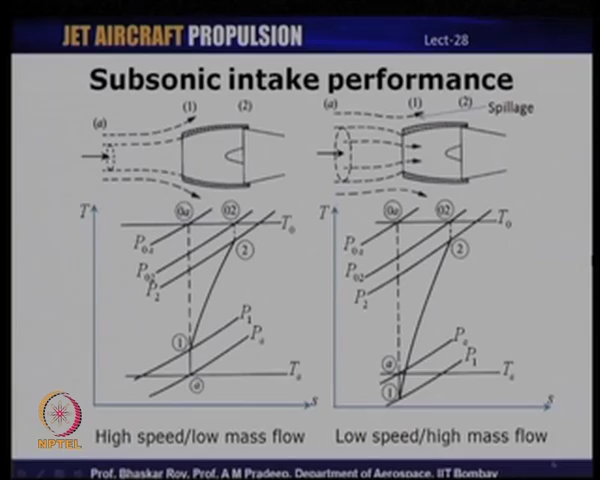 JET AIRCRAFT PROPULSION
Lect-28
Subsonic intake performance
(a) (1) (2)
(a) (1) (2) Spillage
T 0a 02 T0
P0a
P02
P2 2
1 P1
Pa
Ta
a
s
T 0a 02 T0
P0a
P02
P2 2
Pa
a P1
Ta
1
s
High speed/low mass flow
Low speed/high mass flow
NPTEL
Prof. Bhaskar Roy, Prof. A M Pradeep, Department of Aerospace, IIT Bombay